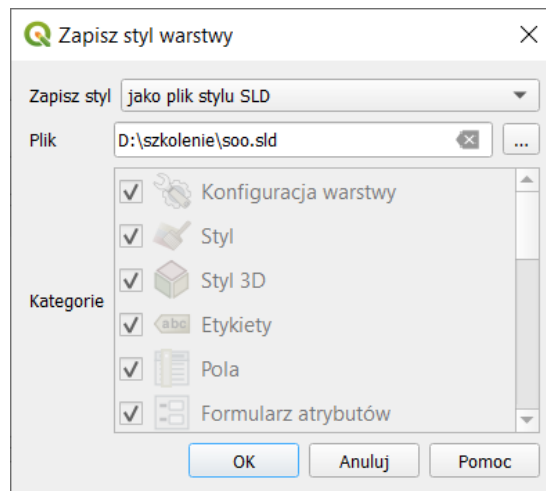 Zapisz styl warstwy
Zapisz styl jako plik stylu SLD
Plik D:\szkolenie\soo.sld ...
Konfiguracja warstwy
Styl
Styl 3D
Kategorie
abc Etykiety
Pola
Formularz atrybutów
OK Anuluj Pomoc